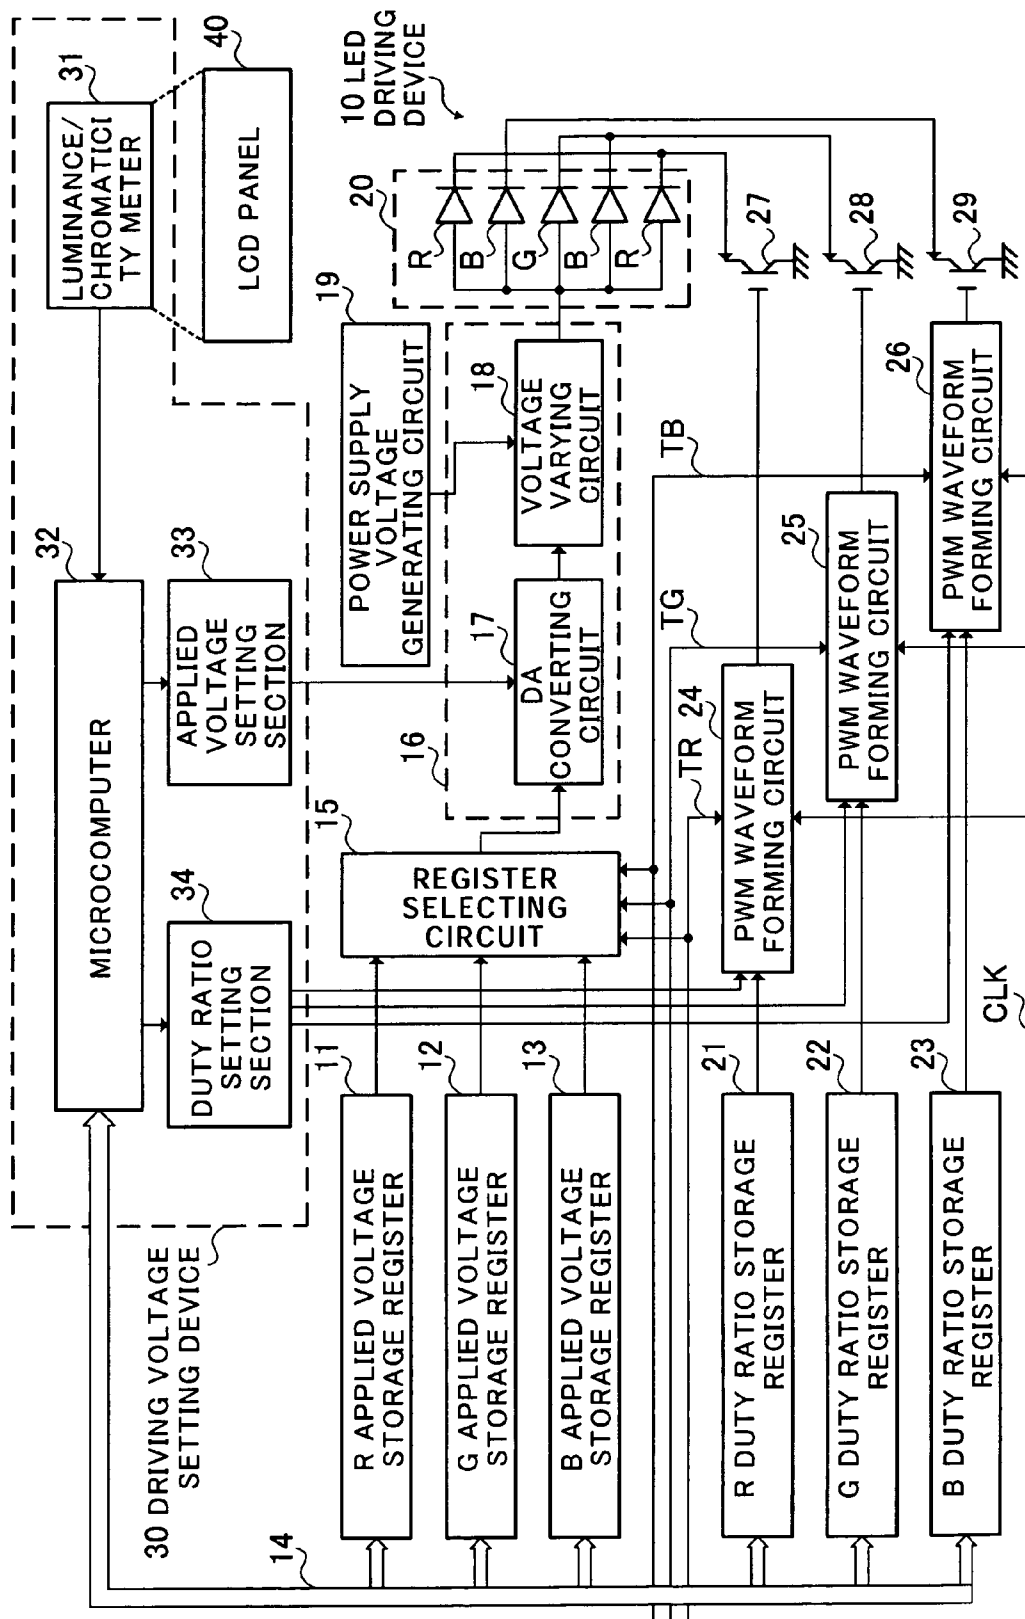 30 DRIVING VOLTAGE
SETTING DEVICE
32
MICROCOMPUTER
31
LUMINANCE/
CHROMATICI
TY METER
40
LCD PANEL
34
DUTY RATIO
SETTING
SECTION
33
APPLIED
VOLTAGE
SETTING
SECTION
14
11
R APPLIED VOLTAGE
STORAGE REGISTER
12
G APPLIED VOLTAGE
STORAGE REGISTER
13
B APPLIED VOLTAGE
STORAGE REGISTER
15
REGISTER
SELECTING
CIRCUIT
16
17
DA
CONVERTING
CIRCUIT
18
VOLTAGE
VARYING
CIRCUIT
19
POWER SUPPLY
VOLTAGE
GENERATING CIRCUIT
20
R
B
G
B
R
10 LED
DRIVING
DEVICE
21
R DUTY RATIO STORAGE
REGISTER
22
G DUTY RATIO STORAGE
REGISTER
23
B DUTY RATIO STORAGE
REGISTER
TR
TG
TB
24
PWM WAVEFORM
FORMING CIRCUIT
25
PWM WAVEFORM
FORMING CIRCUIT
26
PWM WAVEFORM
FORMING CIRCUIT
27
28
29
CLK